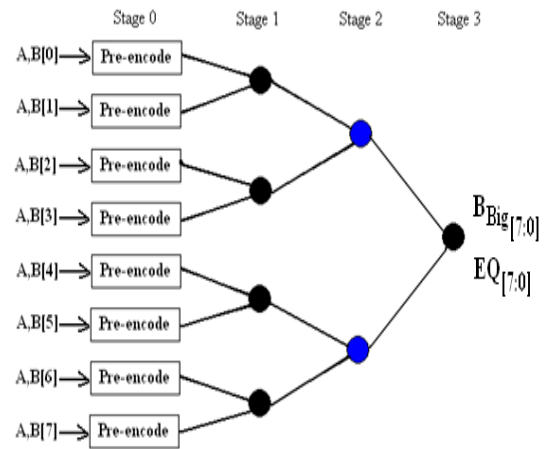 Stage 0 Stage 1 Stage 2 Stage 3
A,B[0] Pre-encode
A,B[1] Pre-encode
A,B[2] Pre-encode
A,B[3] Pre-encode
B_Big[7:0]
EQ[7:0]
A,B[4] Pre-encode
A,B[5] Pre-encode
A,B[6] Pre-encode
A,B[7] Pre-encode